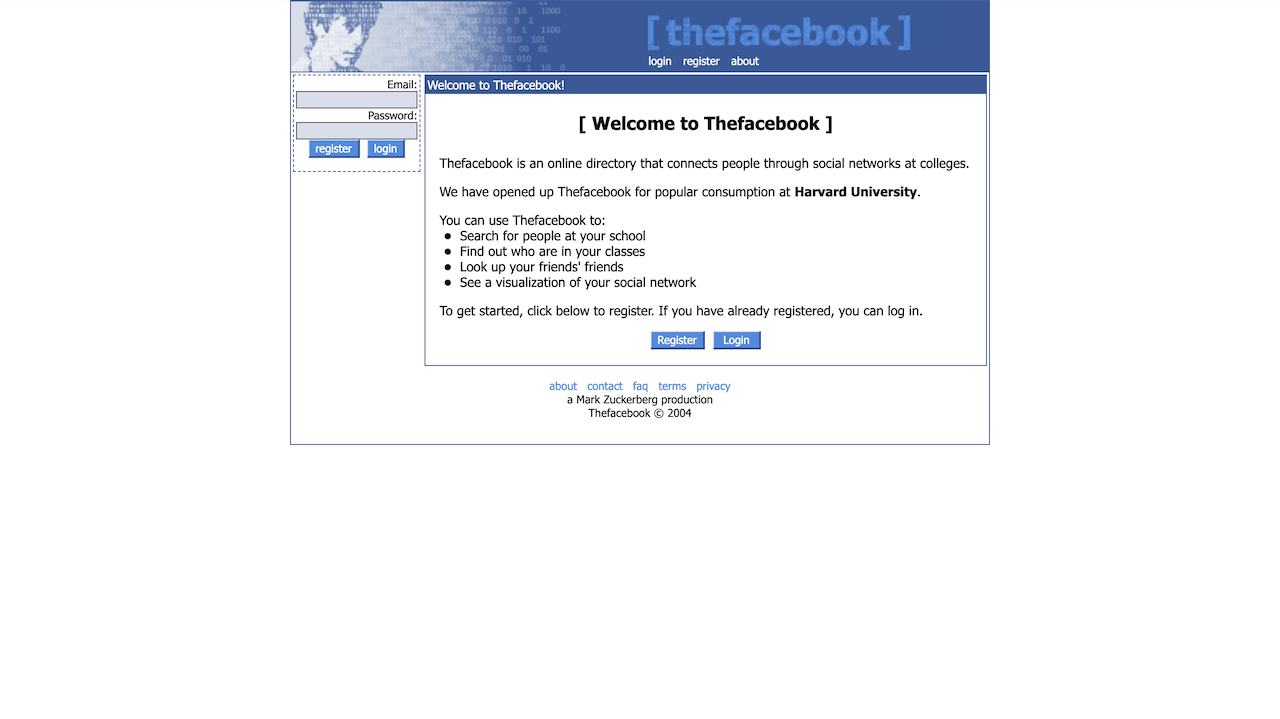 [ thefacebook ]
login register about
Email:
Password:
register login
Welcome to Thefacebook!
[ Welcome to Thefacebook ]
Thefacebook is an online directory that connects people through social networks at colleges.
We have opened up Thefacebook for popular consumption at Harvard University.
You can use Thefacebook to:
• Search for people at your school
• Find out who are in your classes
• Look up your friends' friends
• See a visualization of your social network
To get started, click below to register. If you have already registered, you can log in.
Register Login
about contact faq terms privacy
a Mark Zuckerberg production
Thefacebook © 2004